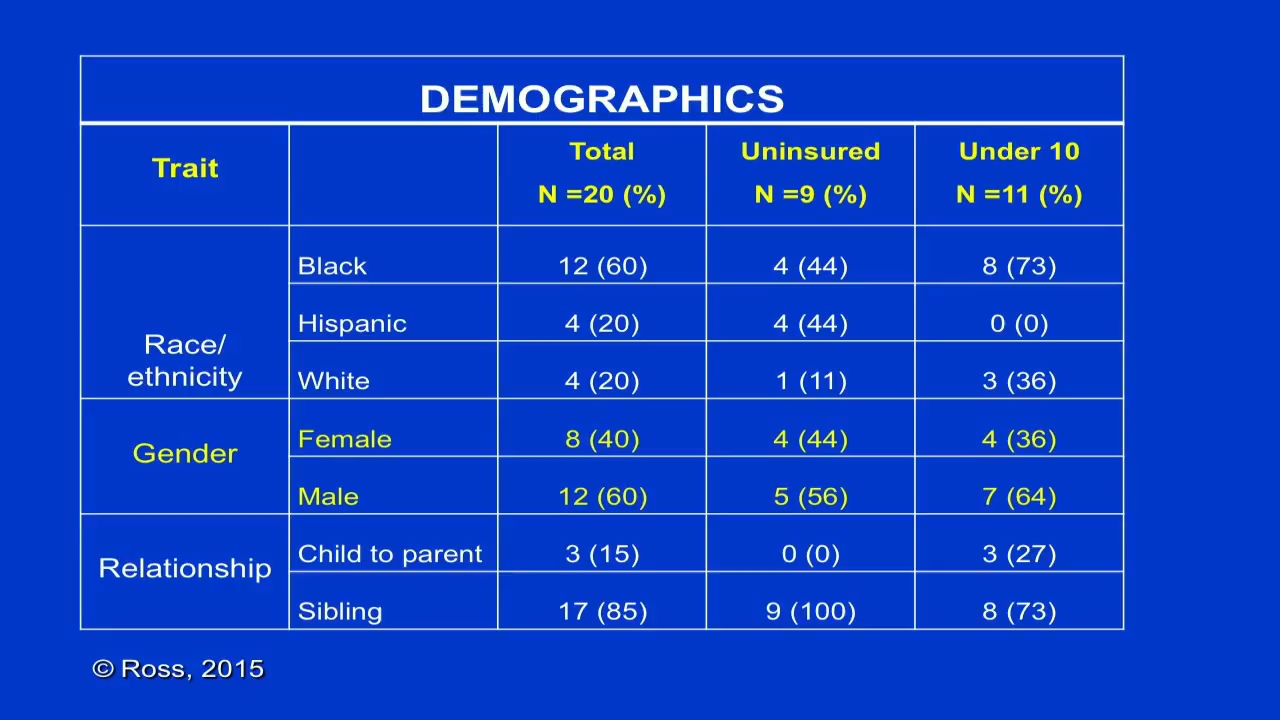 DEMOGRAPHICS
Trait Total Uninsured Under 10
N =20 (%) N =9 (%) N =11 (%)
Race/
ethnicity
Black 12 (60) 4 (44) 8 (73)
Hispanic 4 (20) 4 (44) 0 (0)
White 4 (20) 1 (11) 3 (36)
Gender
Female 8 (40) 4 (44) 4 (36)
Male 12 (60) 5 (56) 7 (64)
Relationship
Child to parent 3 (15) 0 (0) 3 (27)
Sibling 17 (85) 9 (100) 8 (73)
© Ross, 2015